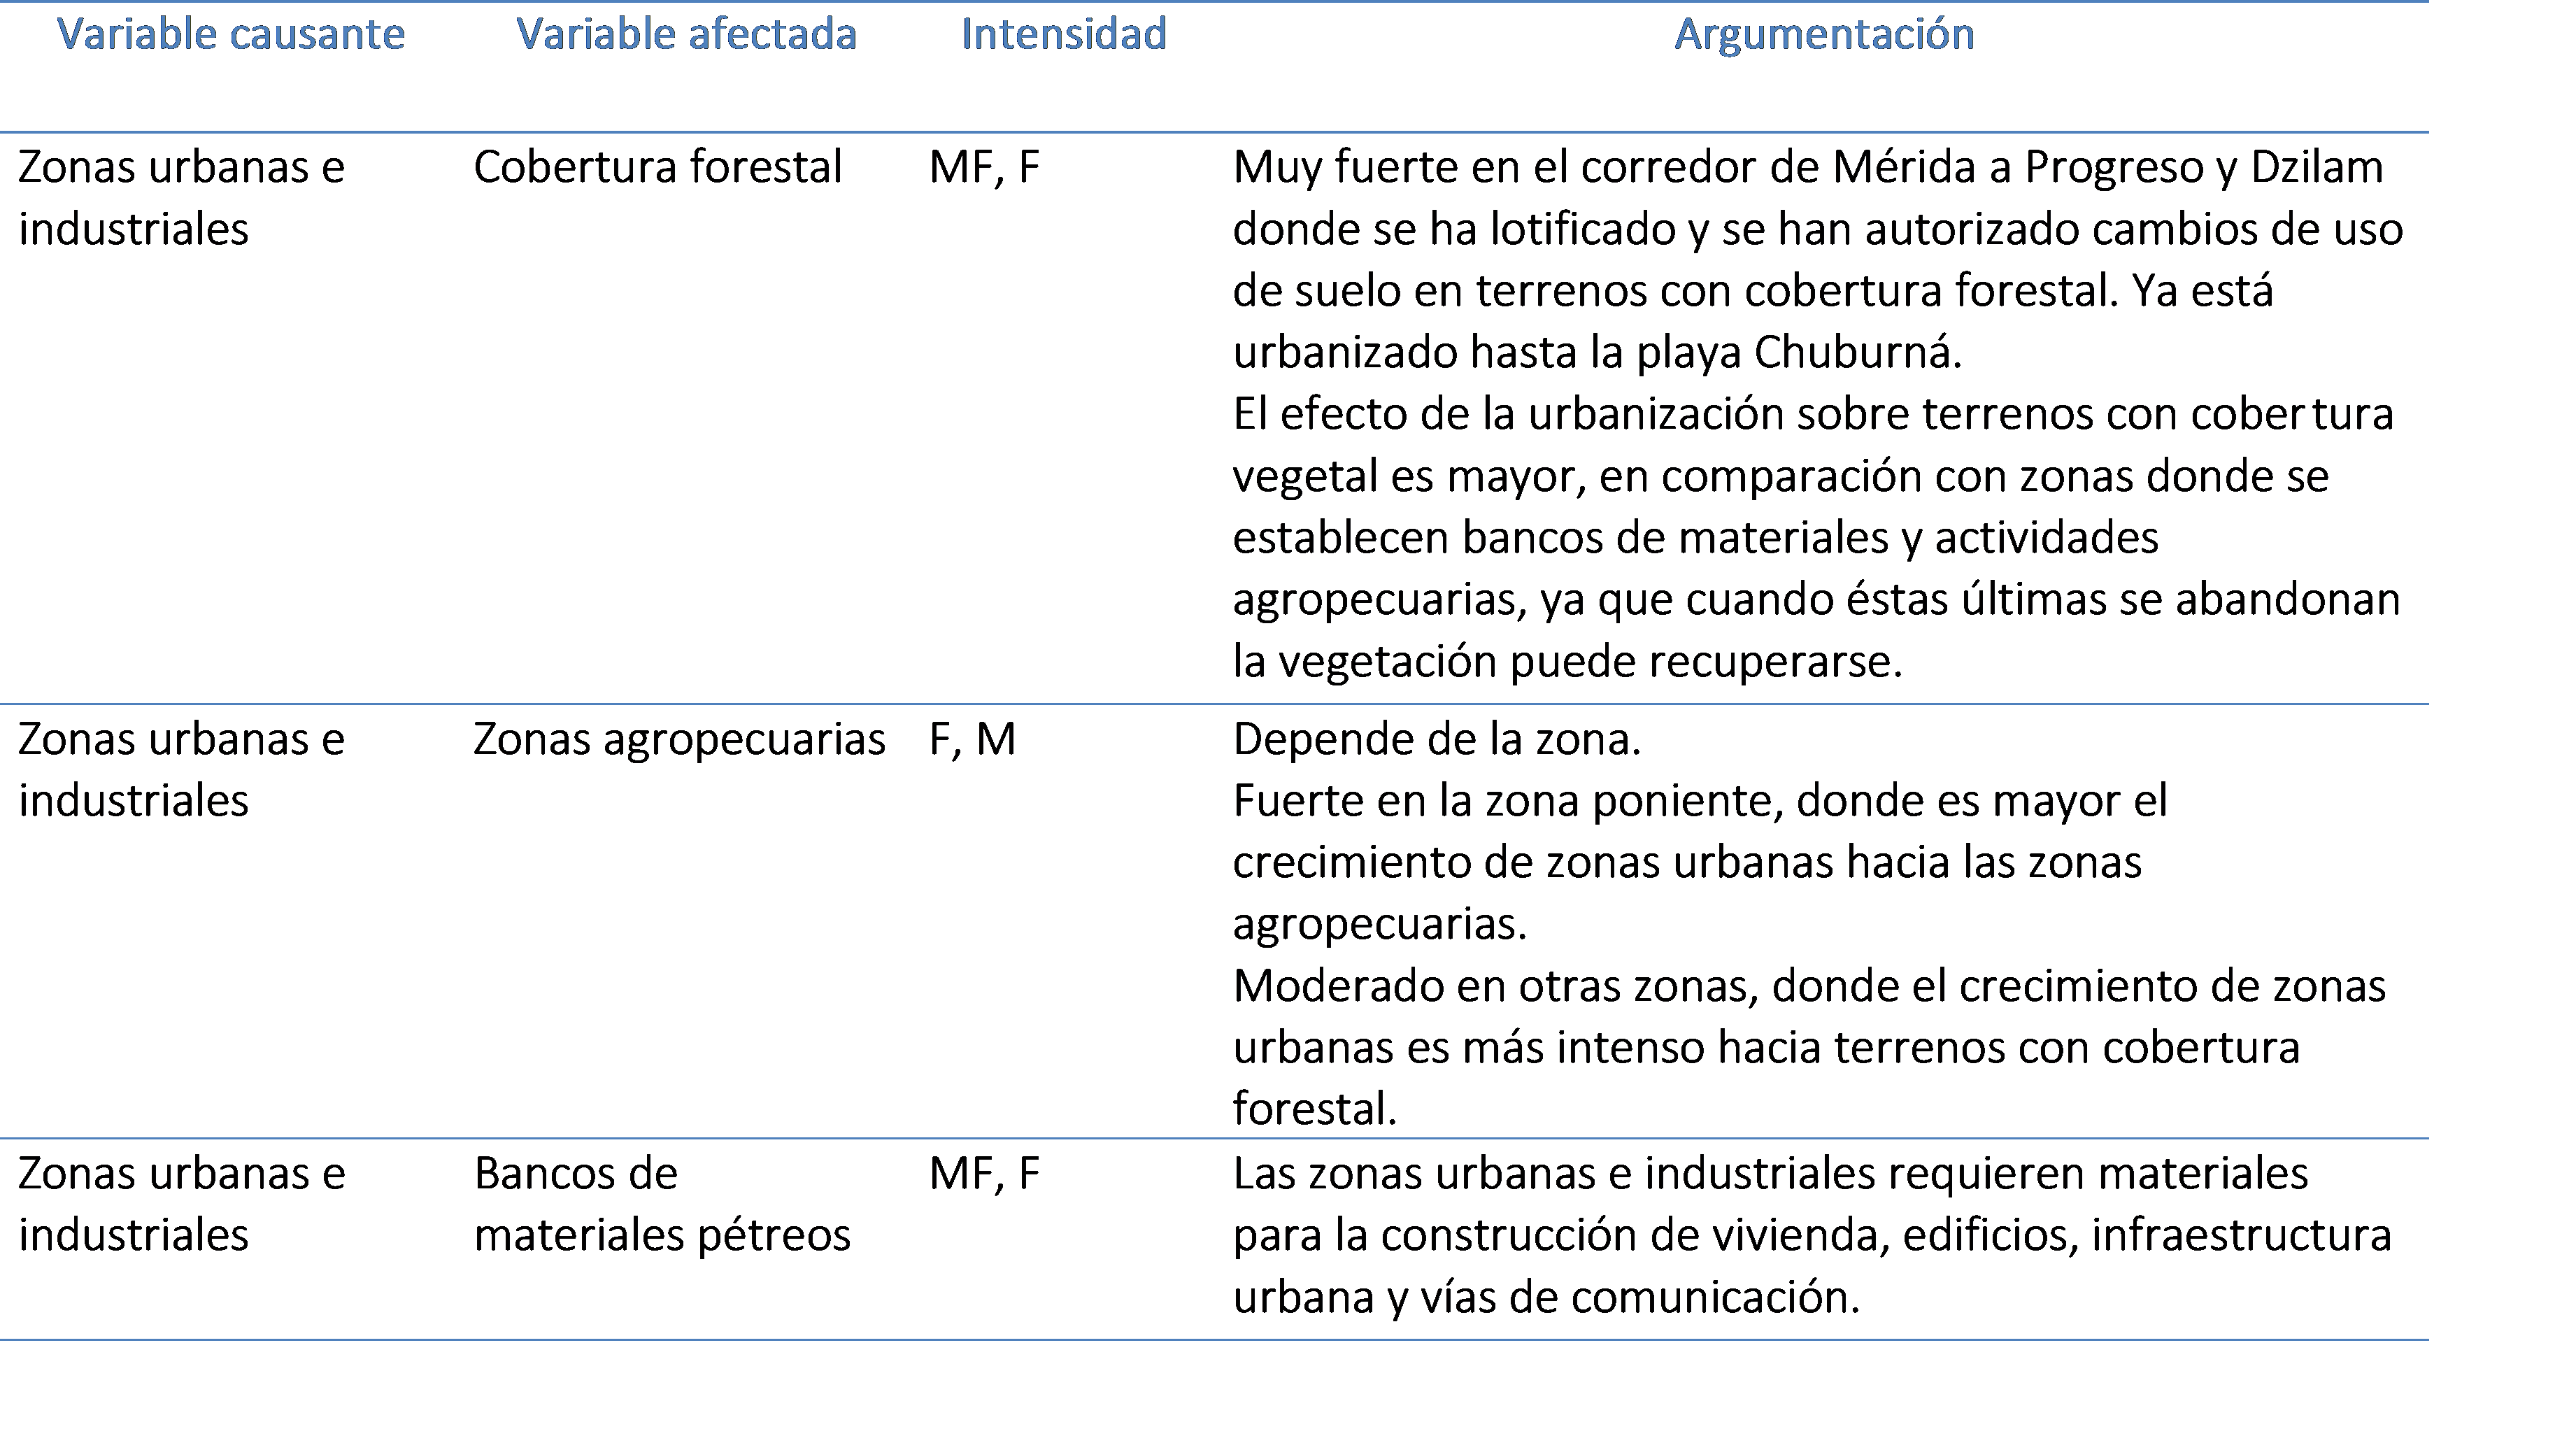 Variable causante Variable afectada Intensidad Argumentación
Zonas urbanas e Cobertura forestal MF, F Muy fuerte en el corredor de Mérida a Progreso y Dzilam
industriales donde se ha lotificado y se han autorizado cambios de uso
de suelo en terrenos con cobertura forestal. Ya está
urbanizado hasta la playa Chuburná.
El efecto de la urbanización sobre terrenos con cobertura
vegetal es mayor, en comparación con zonas donde se
establecen bancos de materiales y actividades
agropecuarias, ya que cuando éstas últimas se abandonan
la vegetación puede recuperarse.
Zonas urbanas e Zonas agropecuarias F, M Depende de la zona.
industriales Fuerte en la zona poniente, donde es mayor el
crecimiento de zonas urbanas hacia las zonas
agropecuarias.
Moderado en otras zonas, donde el crecimiento de zonas
urbanas es más intenso hacia terrenos con cobertura
forestal.
Zonas urbanas e Bancos de MF, F Las zonas urbanas e industriales requieren materiales
industriales materiales pétreos para la construcción de vivienda, edificios, infraestructura
urbana y vías de comunicación.